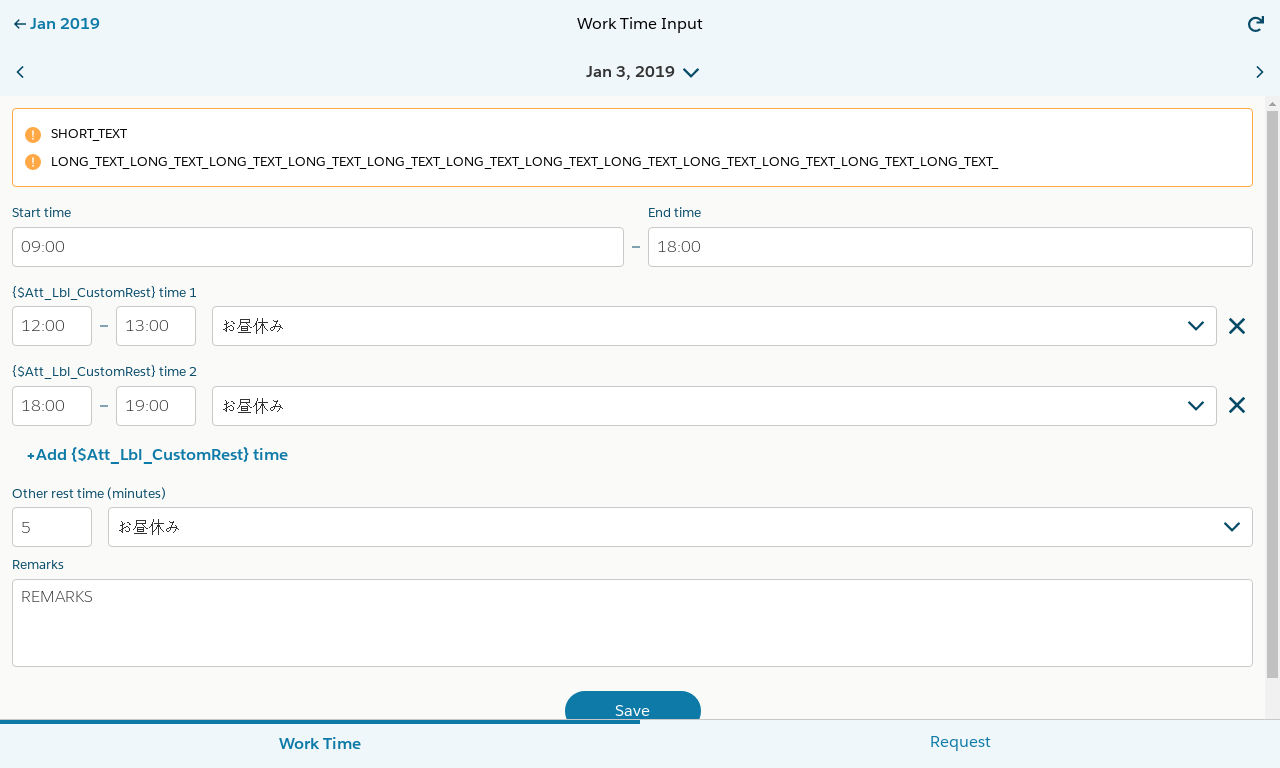 Jan 2019
Work Time Input
Jan 3, 2019
SHORT_TEXT
LONG_TEXT_LONG_TEXT_LONG_TEXT_LONG_TEXT_LONG_TEXT_LONG_TEXT_LONG_TEXT_LONG_TEXT_LONG_TEXT_LONG_TEXT_LONG_TEXT_LONG_TEXT_
Start time
End time
09:00 – 18:00
{$Att_Lbl_CustomRest} time 1
12:00 – 13:00 お昼休み
{$Att_Lbl_CustomRest} time 2
18:00 – 19:00 お昼休み
+Add {$Att_Lbl_CustomRest} time
Other rest time (minutes)
5 お昼休み
Remarks
REMARKS
Save
Work Time
Request